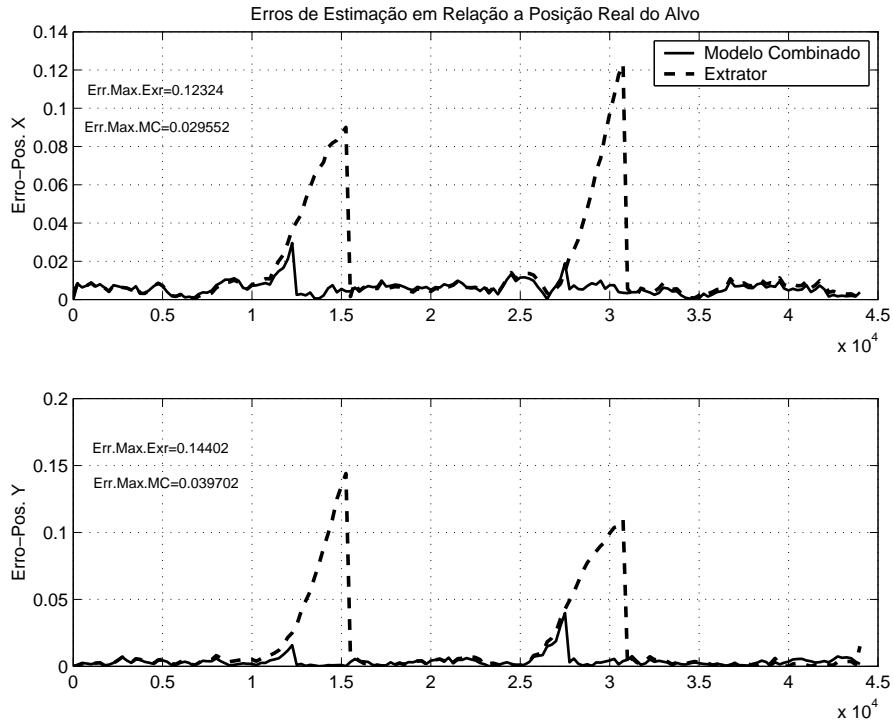 Erros de Estimação em Relação a Posição Real do Alvo
0.14
0.12
0.1
0.08
0.06
0.04
0.02
0
Erro−Pos. X
Err.Max.Exr=0.12324
Err.Max.MC=0.029552
Modelo Combinado
Extrator
0 0.5 1 1.5 2 2.5 3 3.5 4 4.5
x 10^4
0.2
0.15
0.1
0.05
0
Erro−Pos. Y
Err.Max.Exr=0.14402
Err.Max.MC=0.039702
0 0.5 1 1.5 2 2.5 3 3.5 4 4.5
x 10^4